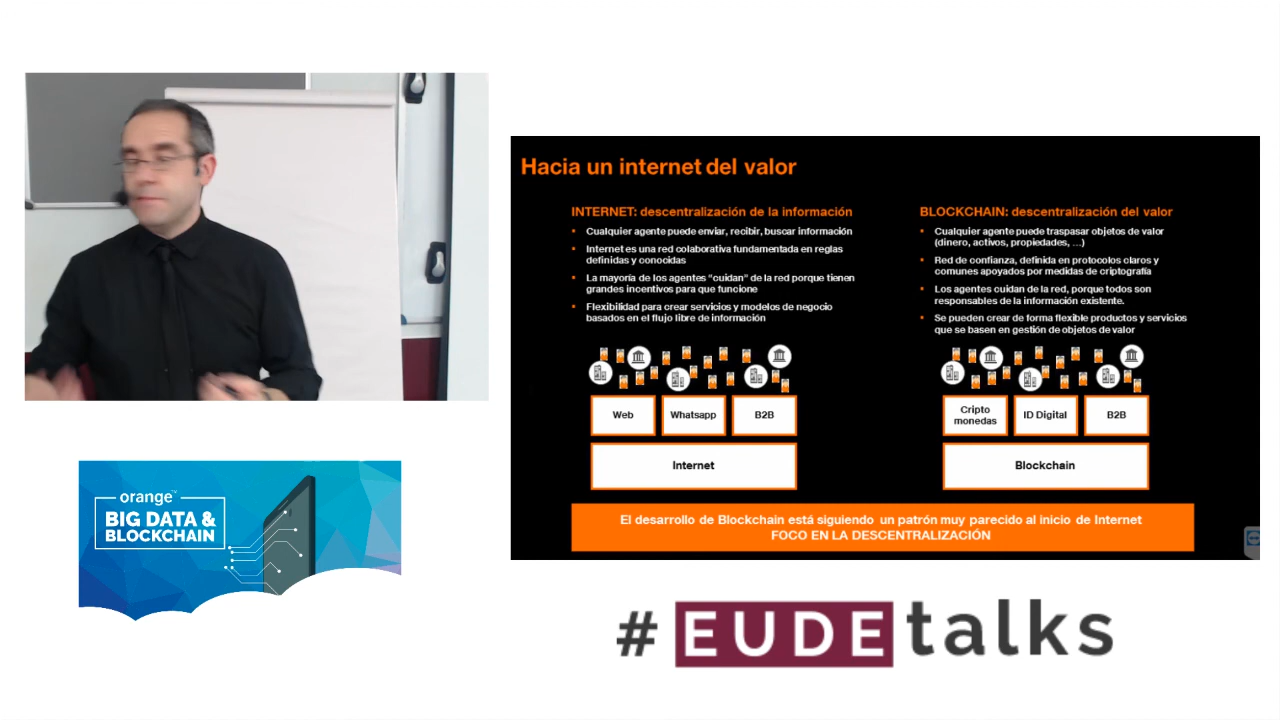 Hacia un internet del valor
INTERNET: descentralización de la información
Cualquier agente puede enviar, recibir, buscar información
Internet es una red colaborativa fundamentada en reglas
definidas y conocidas
La mayoría de los agentes “cuidan” de la red porque tienen
grandes incentivos para que funcione
Flexibilidad para crear servicios y modelos de negocio
basados en el flujo libre de información
Web
Whatsapp
B2B
Internet
BLOCKCHAIN: descentralización del valor
Cualquier agente puede traspasar objetos de valor
(dinero, activos, propiedades, …)
Red de confianza, definida en protocolos claros y
comunes apoyados por medidas de criptografía
Los agentes cuidan de la red, porque todos son
responsables de la información existente.
Se pueden crear de forma flexible productos y servicios
que se basen en gestión de objetos de valor
Cripto
monedas
ID Digital
B2B
Blockchain
El desarrollo de Blockchain está siguiendo un patrón muy parecido al inicio de Internet
FOCO EN LA DESCENTRALIZACIÓN
orange™
BIG DATA &
BLOCKCHAIN
# EUDE talks